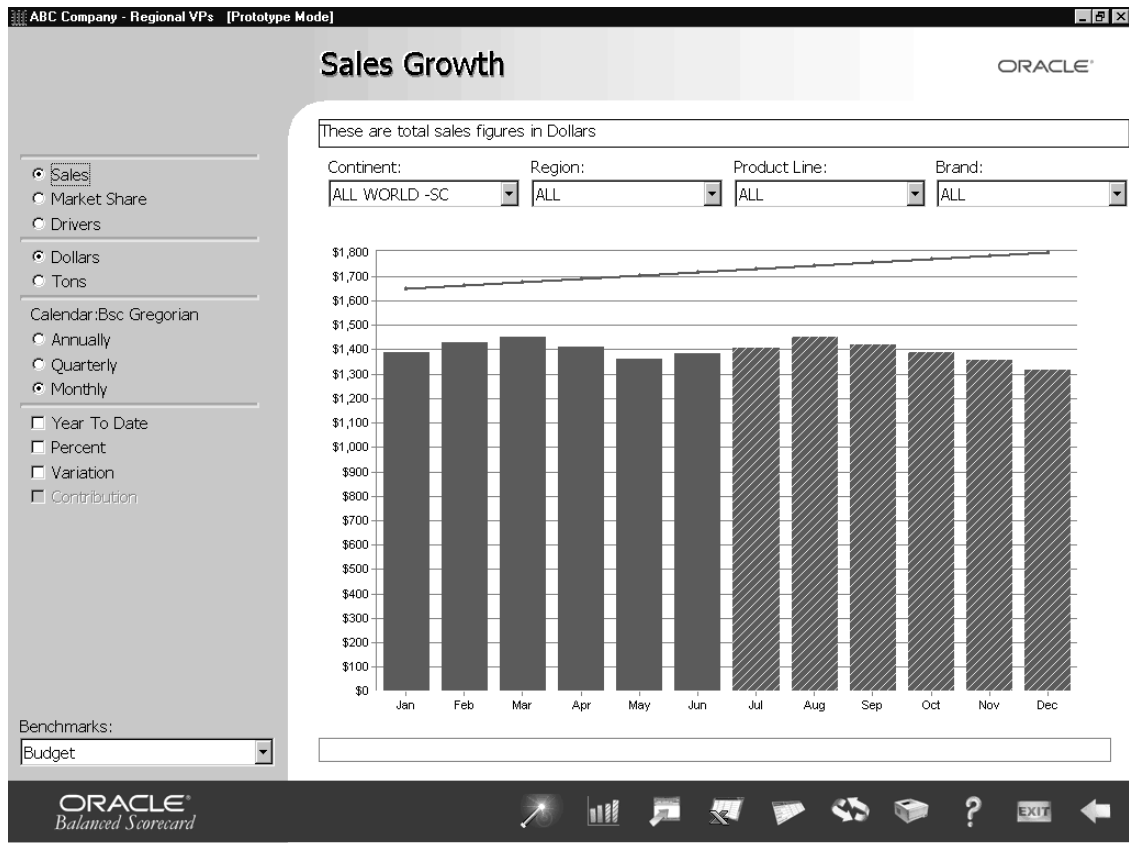 ABC Company - Regional VPs [Prototype Mode]
Sales Growth
ORACLE®
These are total sales figures in Dollars
Continent: Region: Product Line: Brand:
ALL WORLD -SC ALL ALL ALL
Sales
Market Share
Drivers
Dollars
Tons
Calendar:Bsc Gregorian
Annually
Quarterly
Monthly
Year To Date
Percent
Variation
Contribution
Benchmarks:
Budget
$1,800
$1,700
$1,600
$1,500
$1,400
$1,300
$1,200
$1,100
$1,000
$900
$800
$700
$600
$500
$400
$300
$200
$100
$0
Jan Feb Mar Apr May Jun Jul Aug Sep Oct Nov Dec
ORACLE®
Balanced Scorecard
X ? EXIT